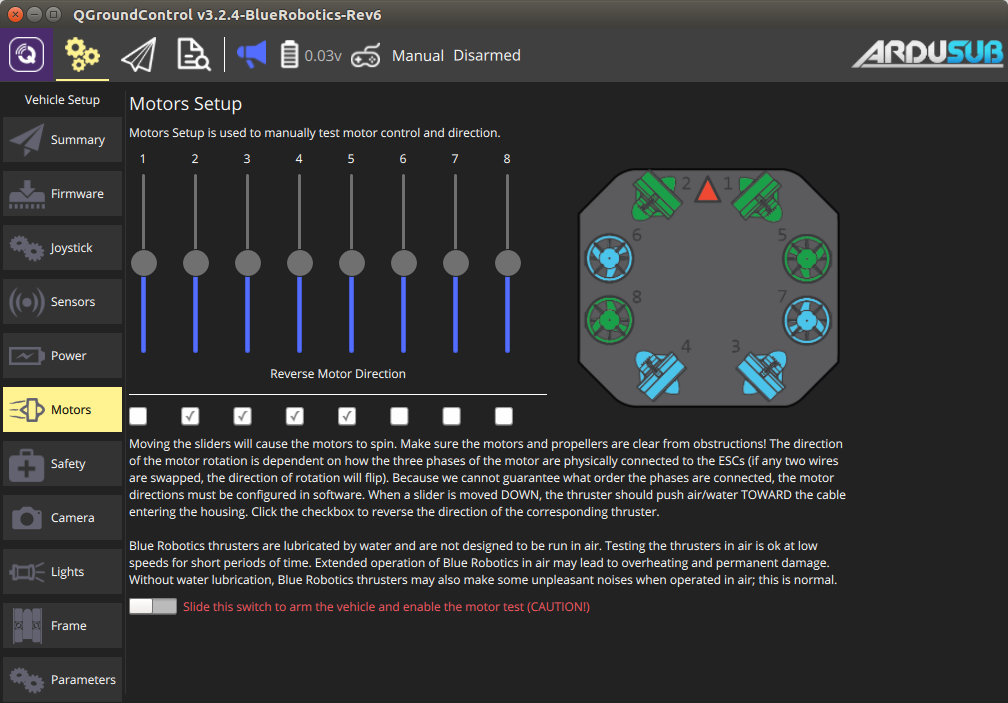 QGroundControl v3.2.4-BlueRobotics-Rev6
0.03v Manual Disarmed
ARDUSUB
Vehicle Setup
Summary
Firmware
Joystick
Sensors
Power
Motors
Safety
Camera
Lights
Frame
Parameters
Motors Setup
Motors Setup is used to manually test motor control and direction.
1 2 3 4 5 6 7 8
Reverse Motor Direction
Moving the sliders will cause the motors to spin. Make sure the motors and propellers are clear from obstructions! The direction
of the motor rotation is dependent on how the three phases of the motor are physically connected to the ESCs (if any two wires
are swapped, the direction of rotation will flip). Because we cannot guarantee what order the phases are connected, the motor
directions must be configured in software. When a slider is moved DOWN, the thruster should push air/water TOWARD the cable
entering the housing. Click the checkbox to reverse the direction of the corresponding thruster.
Blue Robotics thrusters are lubricated by water and are not designed to be run in air. Testing the thrusters in air is ok at low
speeds for short periods of time. Extended operation of Blue Robotics in air may lead to overheating and permanent damage.
Without water lubrication, Blue Robotics thrusters may also make some unpleasant noises when operated in air; this is normal.
Slide this switch to arm the vehicle and enable the motor test (CAUTION!)
2 1
6 5
8 7
4 3